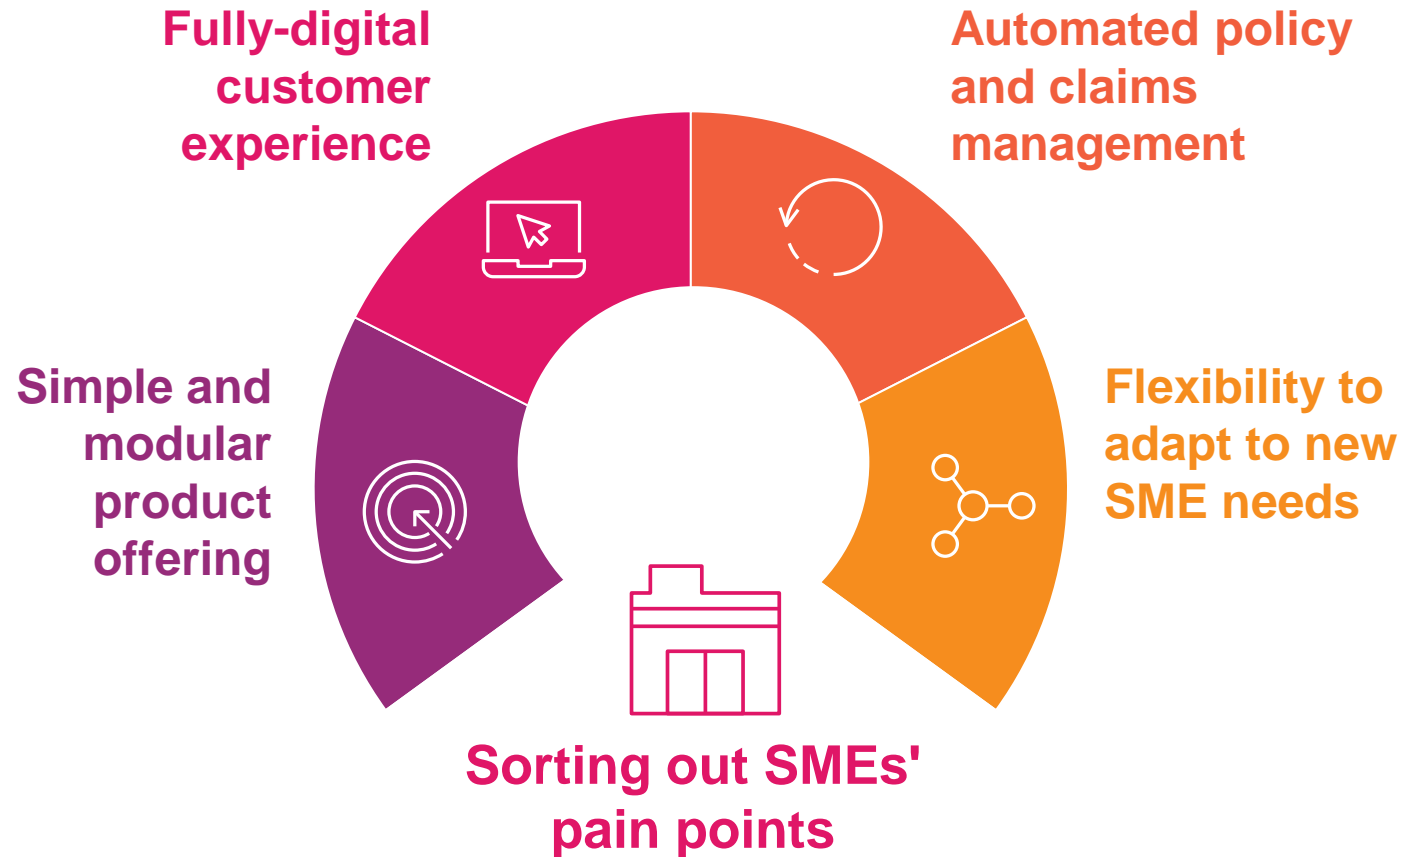 Fully-digital
customer
experience
Automated policy
and claims
management
Simple and
modular
product
offering
Flexibility to
adapt to new
SME needs
Sorting out SMEs'
pain points